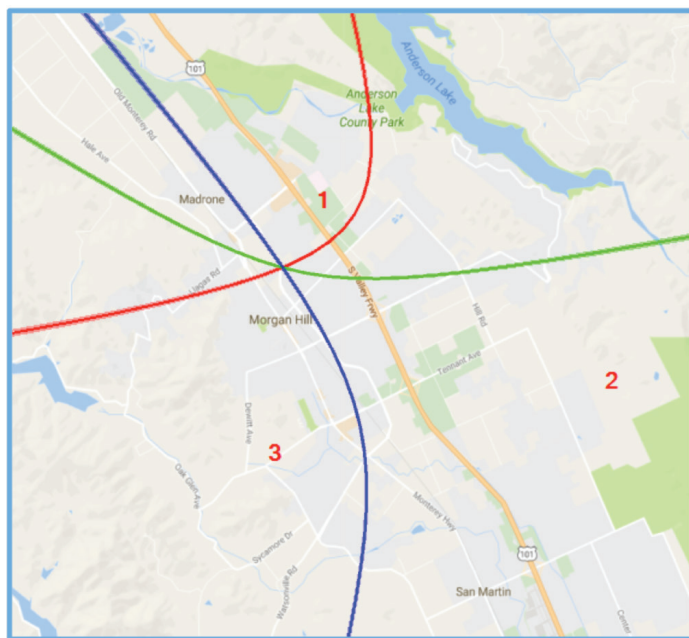 101
Old Monterey Rd
Hale Ave
Anderson
Lake
County Park
Anderson Lake
Madrone
1
Llagas Rd
S Valley Frwy
Morgan Hill
Hill Rd
Tennant Ave
2
Dewitt Ave
3
Oak Glen Ave
Monterey Hwy
Sycamore Dr
101
Watsonville Rd
San Martin